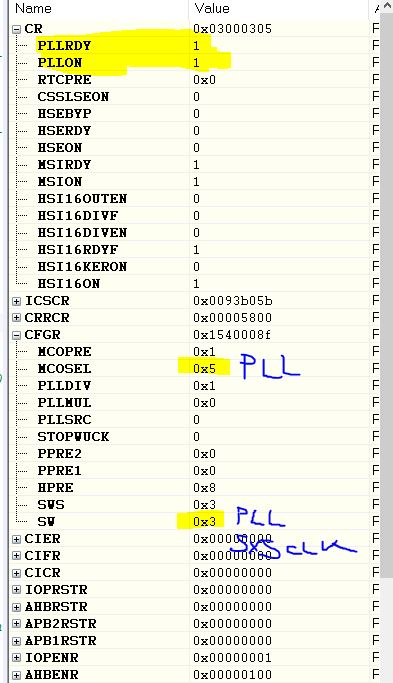 Name Value
CR 0x03000305
PLLRDY 1 F
PLLON 1 F
RTCPRE 0x0 F
CSSLSEON 0 F
HSEBYP 0 F
HSERDY 0 F
HSEON 0 F
MSIRDY 1 F
MSION 1 F
HSI16OUTEN 0 F
HSI16DIVF 0 F
HSI16DIVEN 0 F
HSI16RDYF 1 F
HSI16KERON 0 F
HSI16ON 1 F
ICSCR 0x0093b05b F
CRRCR 0x00005800 F
CFGR 0x1540008f F
MCOPRE 0x1 F
MCOSEL 0x5 PLL F
PLLDIV 0x1 F
PLLMUL 0x0 F
PLLSRC 0 F
STOPWUCK 0 F
PPRE2 0x0 F
PPRE1 0x0 F
HPRE 0x8 F
SWS 0x3 F
SW 0x3 PLL F
CIER 0x00000000 SYSCLK F
CIFR 0x00000000 F
CICR 0x00000000 F
IOPRSTR 0x00000000 F
AHBRSTR 0x00000000 F
APB2RSTR 0x00000000 F
APB1RSTR 0x00000000 F
IOPENR 0x00000001 F
AHBENR 0x00000100 F